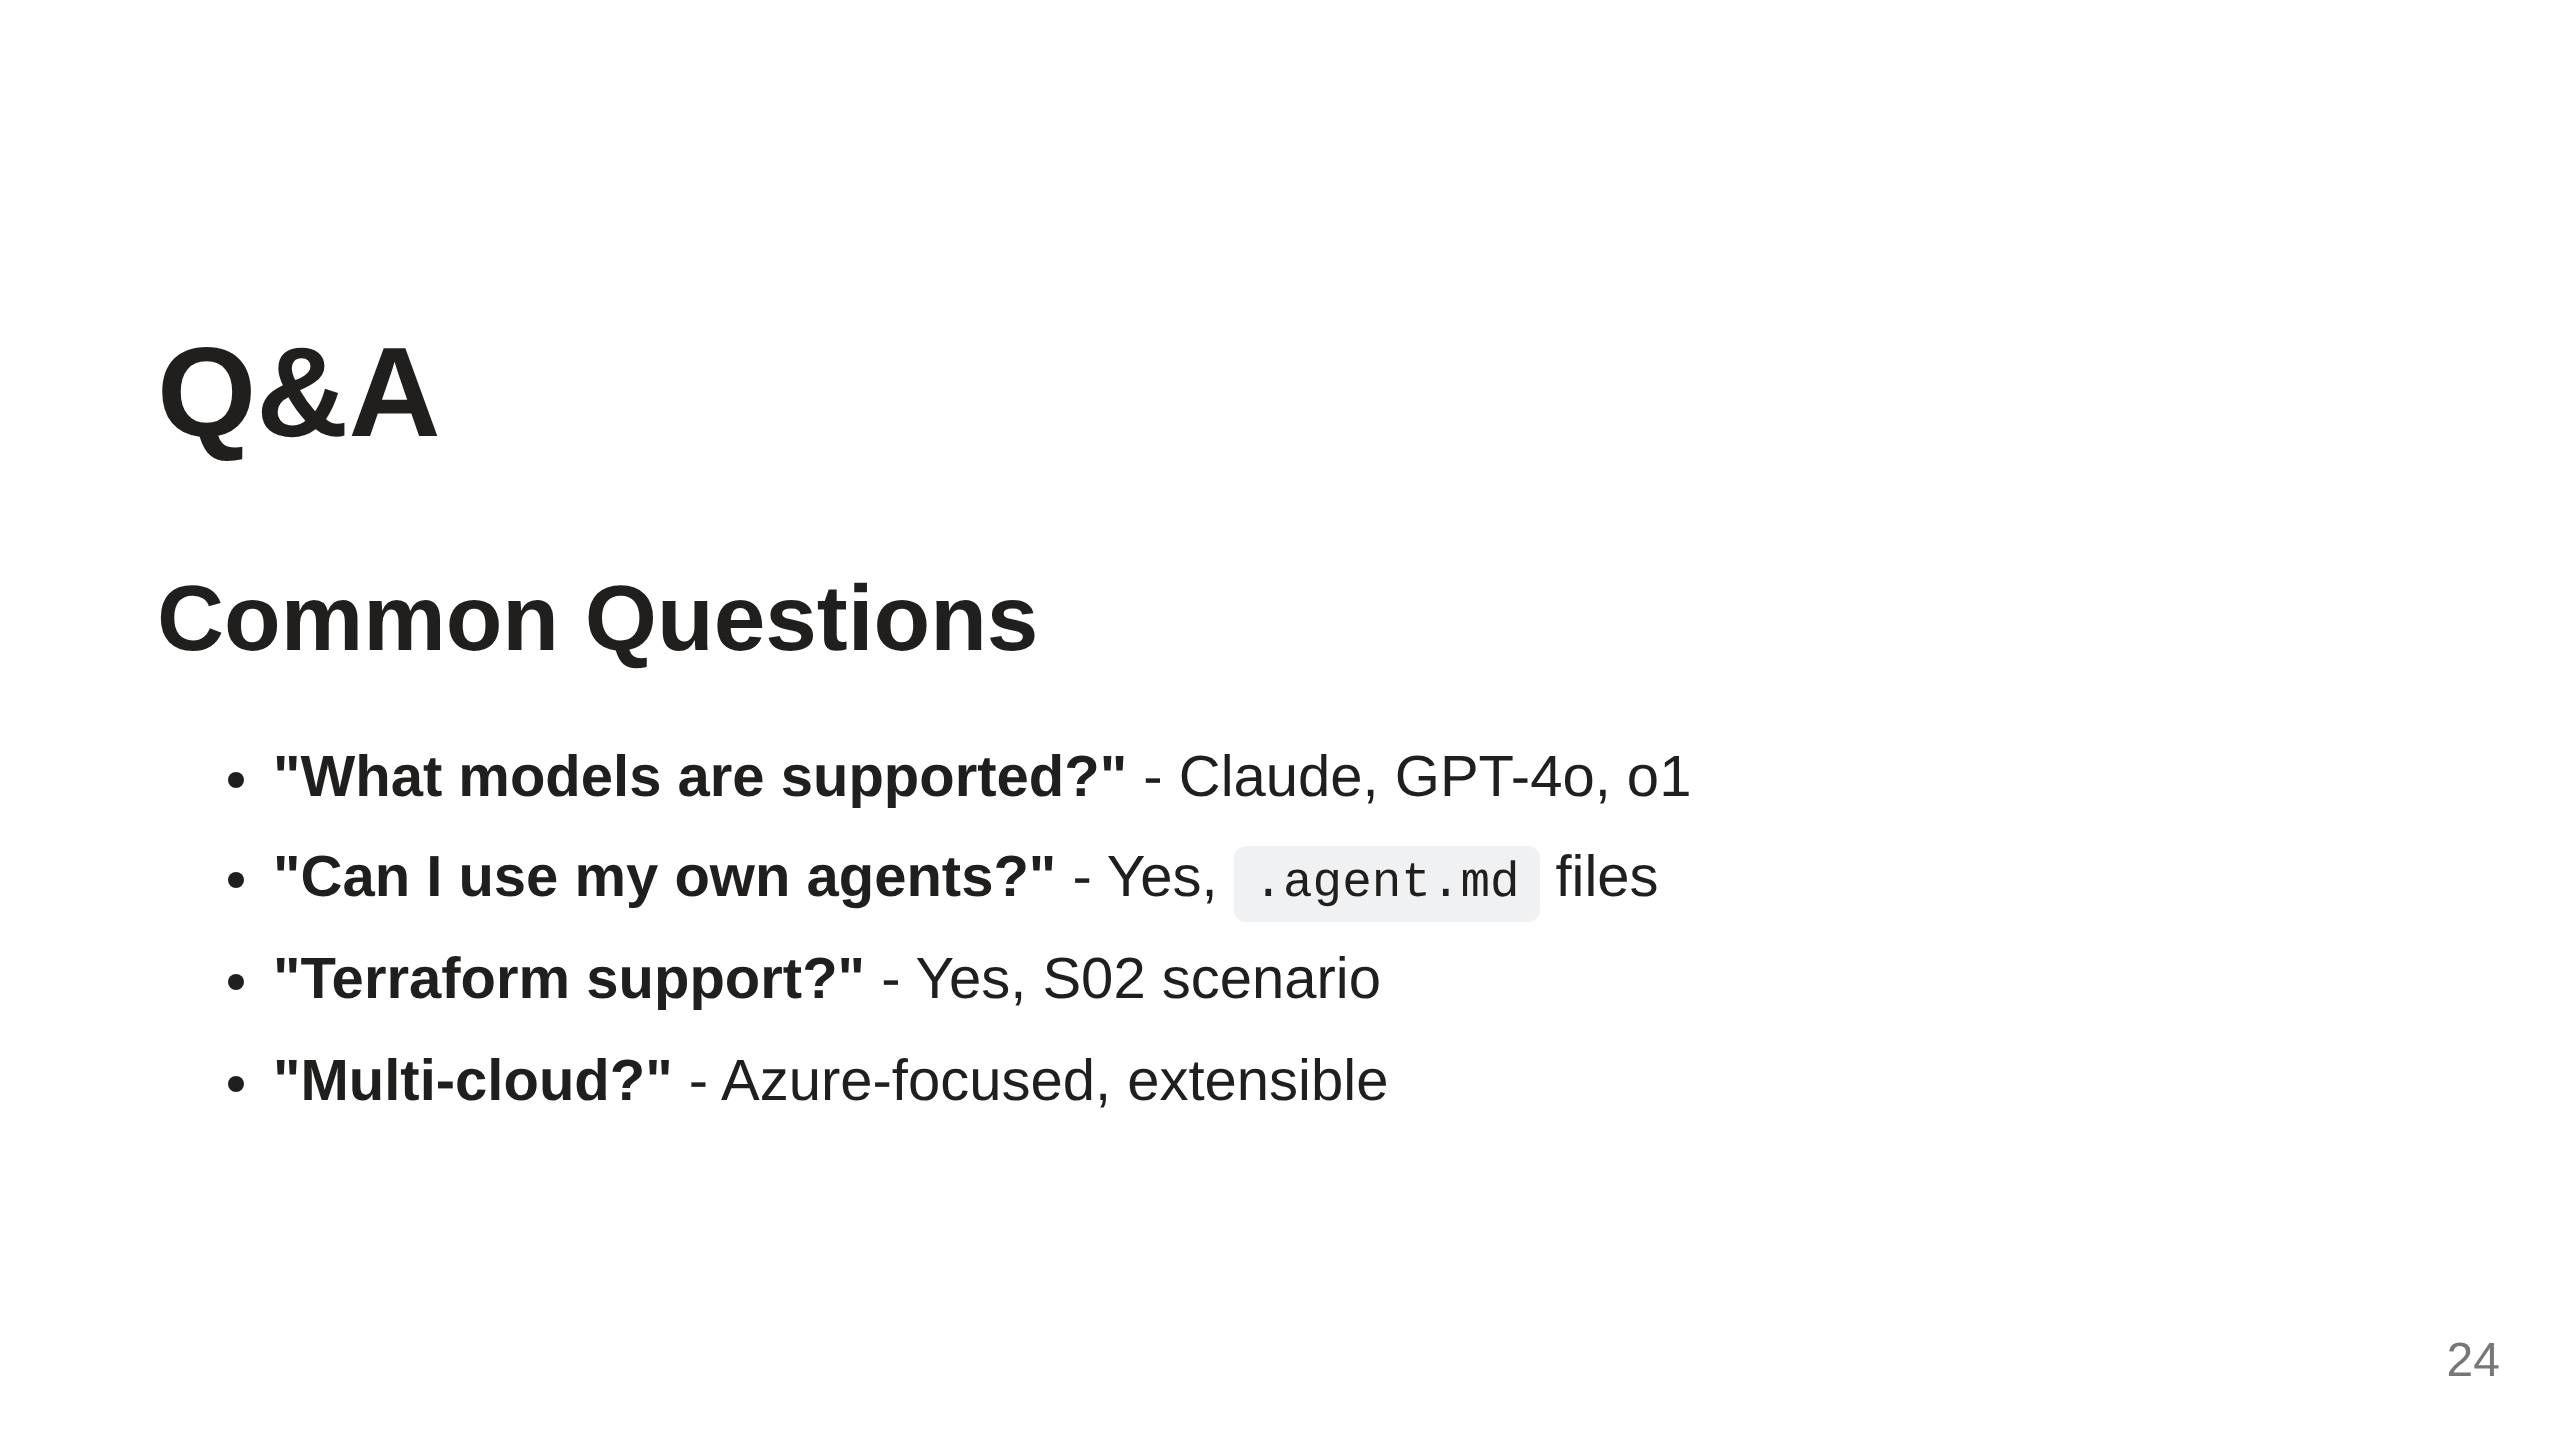 Q&A
Common Questions
• "What models are supported?" - Claude, GPT-4o, o1
• "Can I use my own agents?" - Yes, .agent.md files
• "Terraform support?" - Yes, S02 scenario
• "Multi-cloud?" - Azure-focused, extensible
24